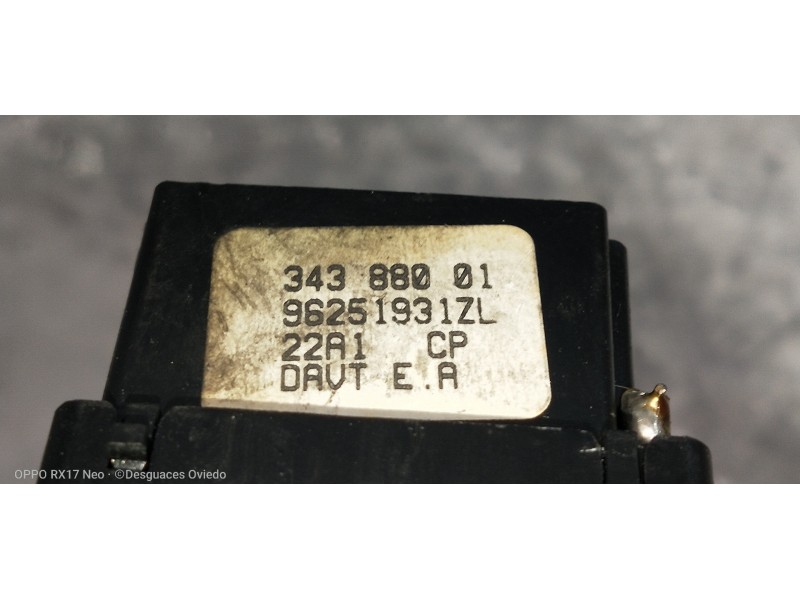 343 880 01
96251931ZL
22A1 CP
DAVT E.A
OPPO RX17 Neo · ©Desguaces Oviedo